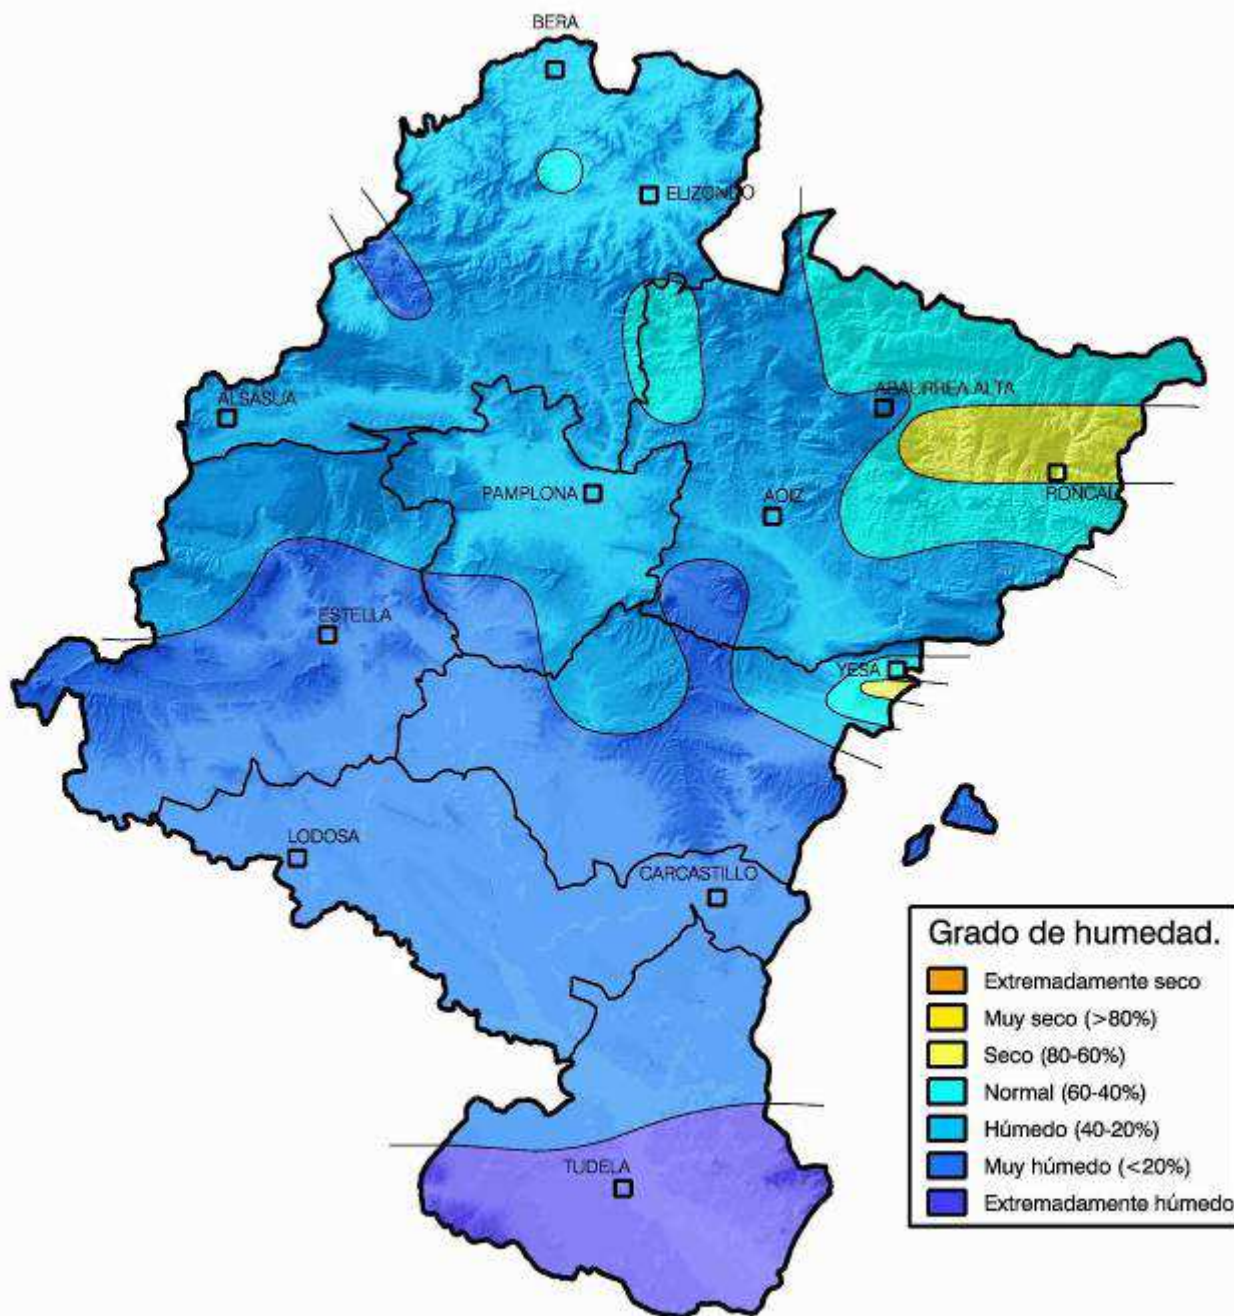 BERA
ELIZONDO
ALSASUA
ABAURREA ALTA
PAMPLONA
AOIZ
RONCAL
ESTELLA
YESA
LODOSA
CARCASTILLO
TUDELA
Grado de humedad.
Extremadamente seco
Muy seco (>80%)
Seco (80-60%)
Normal (60-40%)
Húmedo (40-20%)
Muy húmedo (<20%)
Extremadamente húmedo